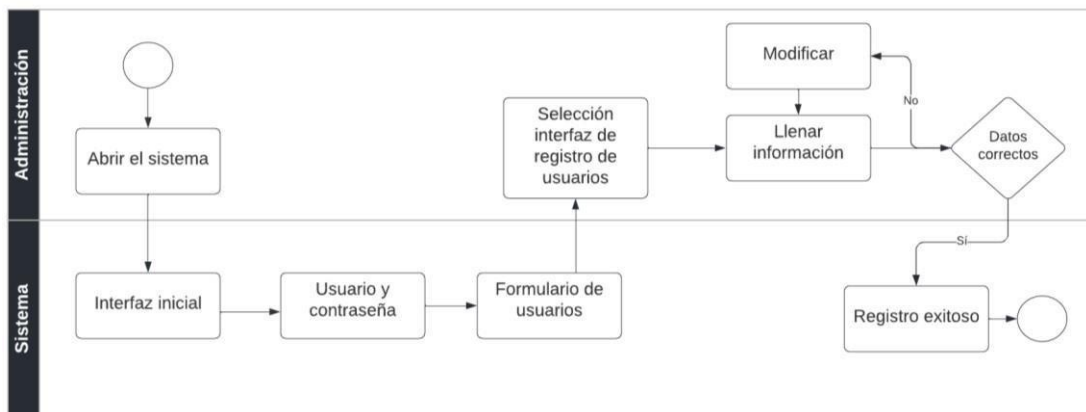 Administración
Abrir el sistema
Selección
interfaz de
registro de
usuarios
Modificar
Llenar
información
No
Datos
correctos
Sistema
Interfaz inicial
Usuario y
contraseña
Formulario de
usuarios
Sí
Registro exitoso